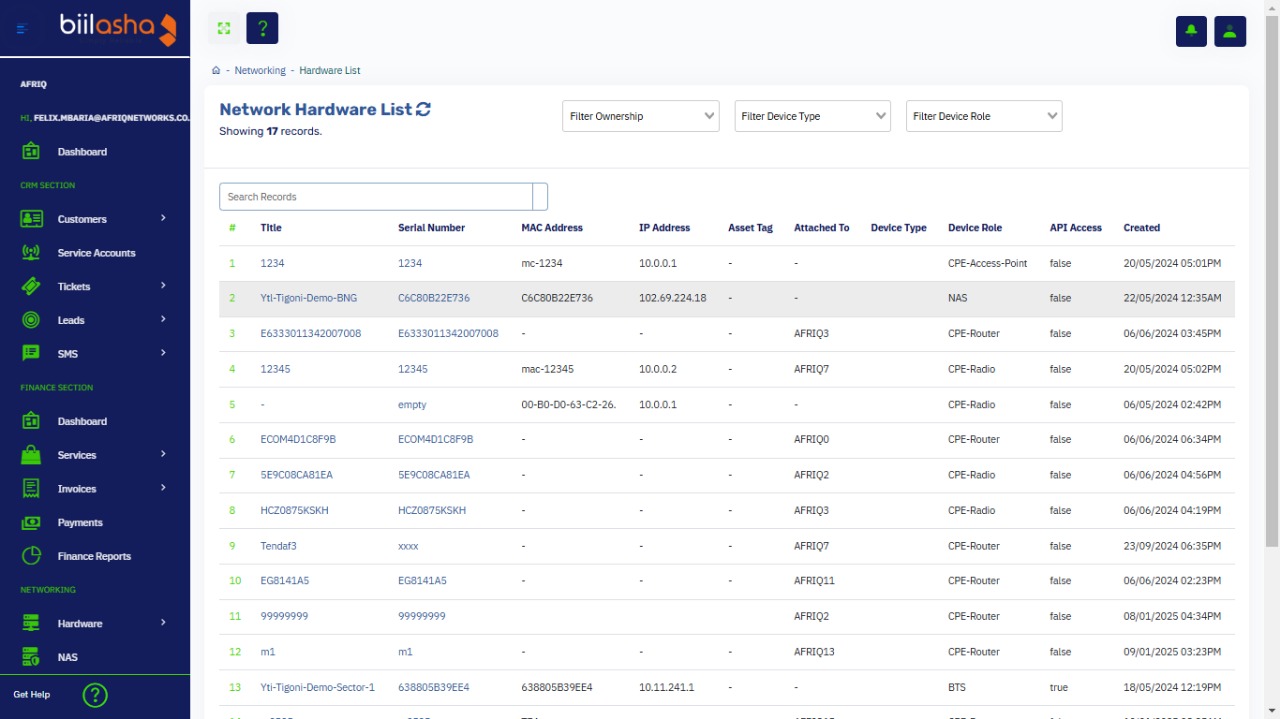 biilasha
?
AFRIQ
HI, FELIX.MBARIA@AFRIQNETWORKS.CO.
Dashboard
CRM SECTION
Customers
Service Accounts
Tickets
Leads
SMS
FINANCE SECTION
Dashboard
Services
Invoices
Payments
Finance Reports
NETWORKING
Hardware
NAS
Get Help ?
- Networking - Hardware List
Network Hardware List
Showing 17 records.
Filter Ownership
Filter Device Type
Filter Device Role
Search Records
# Title Serial Number MAC Address IP Address Asset Tag Attached To Device Type Device Role API Access Created
1 1234 1234 mc-1234 10.0.0.1 - - CPE-Access-Point false 20/05/2024 05:01PM
2 Ytl-Tigoni-Demo-BNG C6C80B22E736 C6C80B22E736 102.69.224.18 - - NAS false 22/05/2024 12:35AM
3 E6333011342007008 E6333011342007008 - - - AFRIQ3 CPE-Router false 06/06/2024 03:45PM
4 12345 12345 mac-12345 10.0.0.2 - AFRIQ7 CPE-Radio false 20/05/2024 05:02PM
5 - empty 00-B0-D0-63-C2-26. 10.0.0.1 - - CPE-Radio false 06/05/2024 02:42PM
6 ECOM4D1C8F9B ECOM4D1C8F9B - - - AFRIQ0 CPE-Router false 06/06/2024 06:34PM
7 5E9C08CA81EA 5E9C08CA81EA - - - AFRIQ2 CPE-Radio false 06/06/2024 04:56PM
8 HCZ0875KSKH HCZ0875KSKH - - - AFRIQ3 CPE-Radio false 06/06/2024 04:19PM
9 Tendaf3 xxxx - - - AFRIQ7 CPE-Router false 23/09/2024 06:35PM
10 EG8141A5 EG8141A5 - - - AFRIQ11 CPE-Router false 06/06/2024 02:23PM
11 99999999 99999999 AFRIQ2 CPE-Router false 08/01/2025 04:34PM
12 m1 m1 - - - AFRIQ13 CPE-Router false 09/01/2025 03:23PM
13 Yti-Tigoni-Demo-Sector-1 638805B39EE4 638805B39EE4 10.11.241.1 - - BTS true 18/05/2024 12:19PM